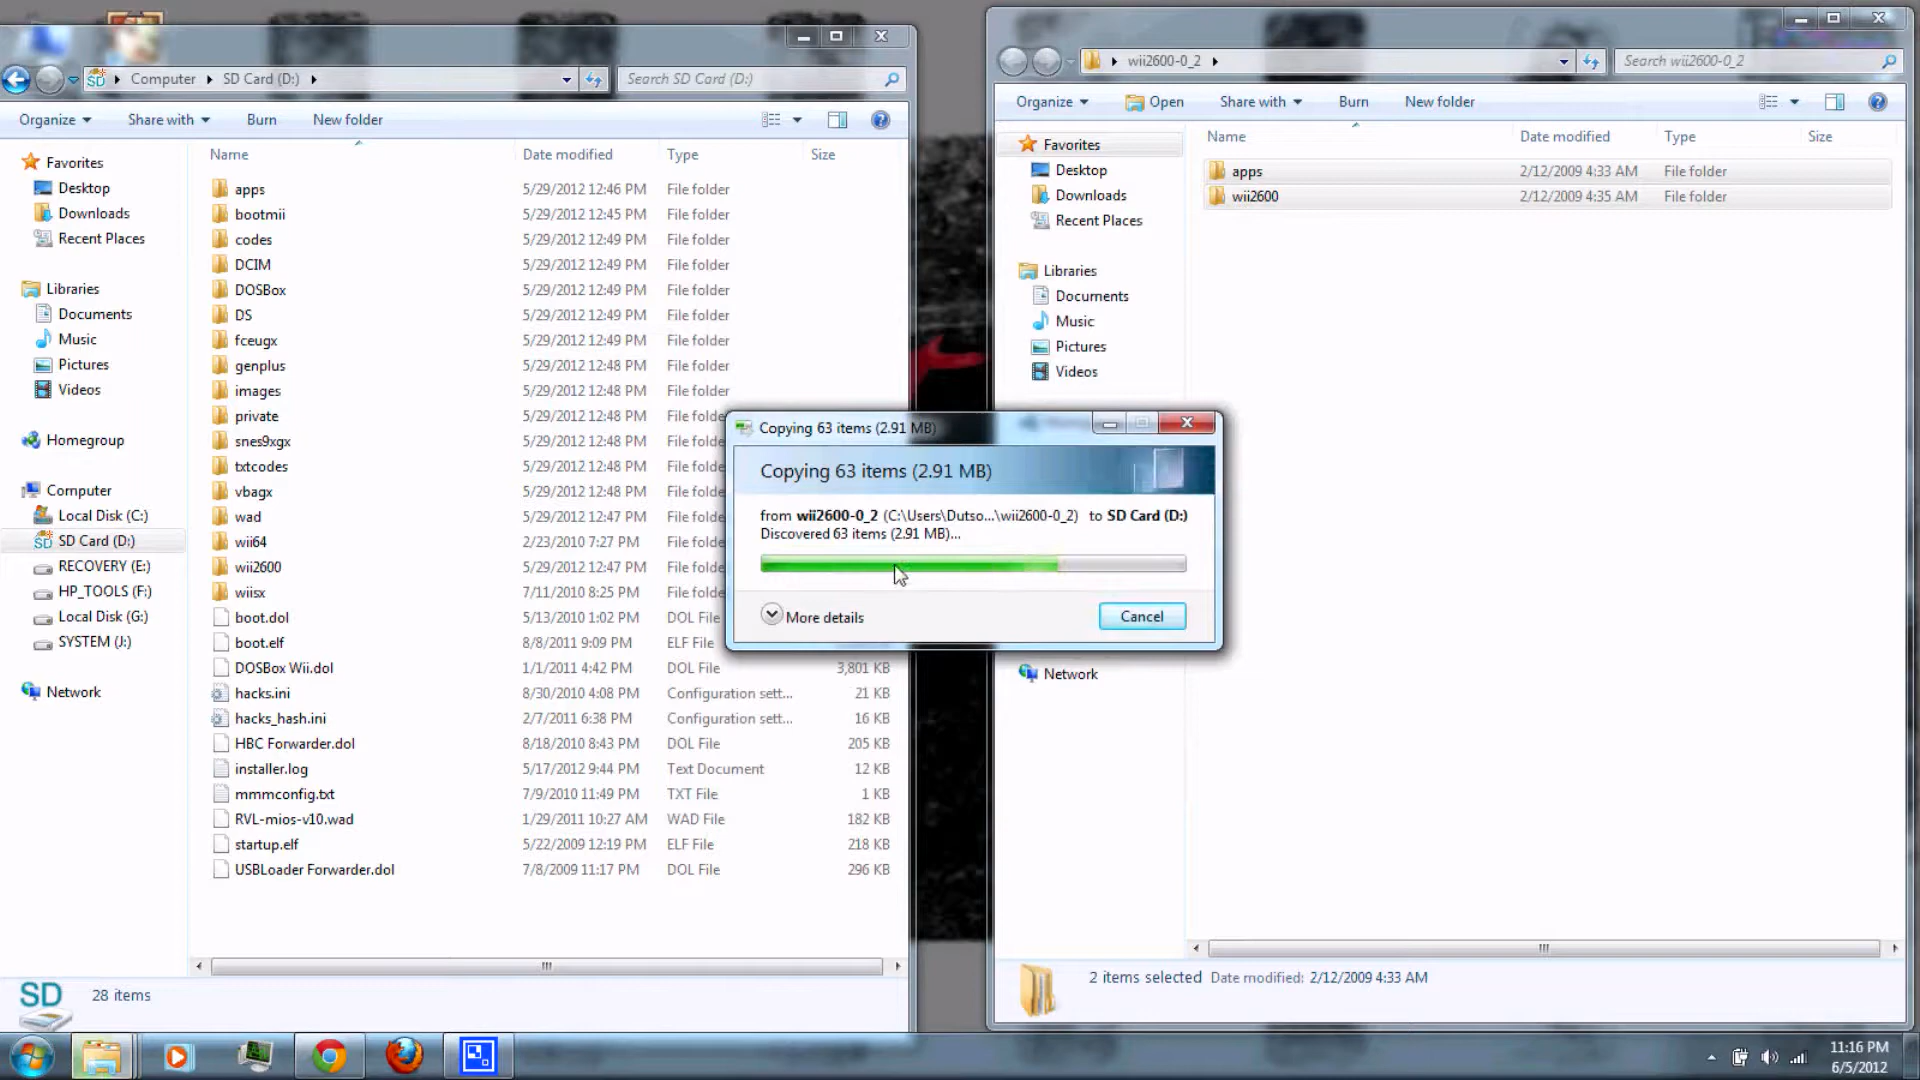 Computer SD Card (D:) Search SD Card (D:)
Organize Share with Burn New folder
Name Date modified Type Size
Favorites
Desktop
Downloads
Recent Places
Libraries
Documents
Music
Pictures
Videos
Homegroup
Computer
Local Disk (C:)
SD Card (D:)
RECOVERY (E:)
HP_TOOLS (F:)
Local Disk (G:)
SYSTEM (J:)
Network
apps 5/29/2012 12:46 PM File folder
bootmii 5/29/2012 12:45 PM File folder
codes 5/29/2012 12:49 PM File folder
DCIM 5/29/2012 12:49 PM File folder
DOSBox 5/29/2012 12:49 PM File folder
DS 5/29/2012 12:49 PM File folder
fceugx 5/29/2012 12:49 PM File folder
genplus 5/29/2012 12:48 PM File folder
images 5/29/2012 12:48 PM File folder
private 5/29/2012 12:48 PM File folde
snes9xgx 5/29/2012 12:48 PM File folde
txtcodes 5/29/2012 12:48 PM File folde
vbagx 5/29/2012 12:48 PM File folde
wad 5/29/2012 12:48 PM File folde
wii64 2/23/2010 7:27 PM File folde
wii2600 5/29/2012 12:47 PM File folde
wiisx 7/11/2010 8:25 PM File folde
boot.dol 5/13/2010 1:02 PM DOL File
boot.elf 8/8/2011 9:09 PM ELF File
DOSBox Wii.dol 1/1/2011 4:42 PM DOL File 3,801 KB
hacks.ini 8/30/2010 4:08 PM Configuration sett... 21 KB
hacks_hash.ini 2/7/2011 6:38 PM Configuration sett... 16 KB
HBC Forwarder.dol 8/18/2010 8:43 PM DOL File 205 KB
installer.log 5/17/2012 9:44 PM Text Document 12 KB
mmmconfig.txt 7/9/2010 11:49 PM TXT File 1 KB
RVL-mios-v10.wad 1/29/2011 10:27 AM WAD File 182 KB
startup.elf 5/22/2009 12:19 PM ELF File 218 KB
USBLoader Forwarder.dol 7/8/2009 11:17 PM DOL File 296 KB
SD 28 items
wii2600-0_2 Search wii2600-0_2
Organize Open Share with Burn New folder
Name Date modified Type Size
Favorites
Desktop
Downloads
Recent Places
Libraries
Documents
Music
Pictures
Videos
Network
apps 2/12/2009 4:33 AM File folder
wii2600 2/12/2009 4:35 AM File folder
2 items selected Date modified: 2/12/2009 4:33 AM
Copying 63 items (2.91 MB)
Copying 63 items (2.91 MB)
from wii2600-0_2 (C:\Users\Dutso...\wii2600-0_2) to SD Card (D:)
Discovered 63 items (2.91 MB)...
More details Cancel
11:16 PM
6/5/2012